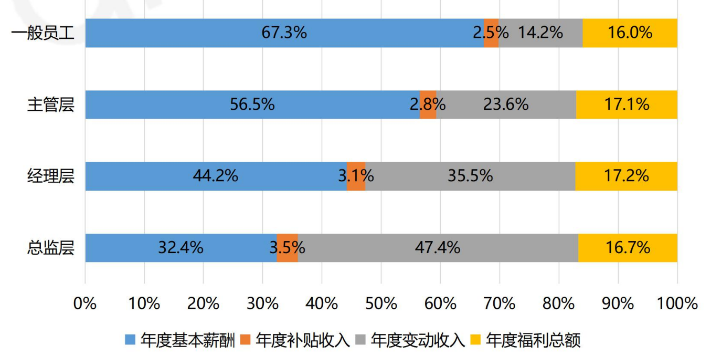 一般员工 67.3% 2.5% 14.2% 16.0%
主管层 56.5% 2.8% 23.6% 17.1%
经理层 44.2% 3.1% 35.5% 17.2%
总监层 32.4% 3.5% 47.4% 16.7%
0% 10% 20% 30% 40% 50% 60% 70% 80% 90% 100%
年度基本薪酬 年度补贴收入 年度变动收入 年度福利总额